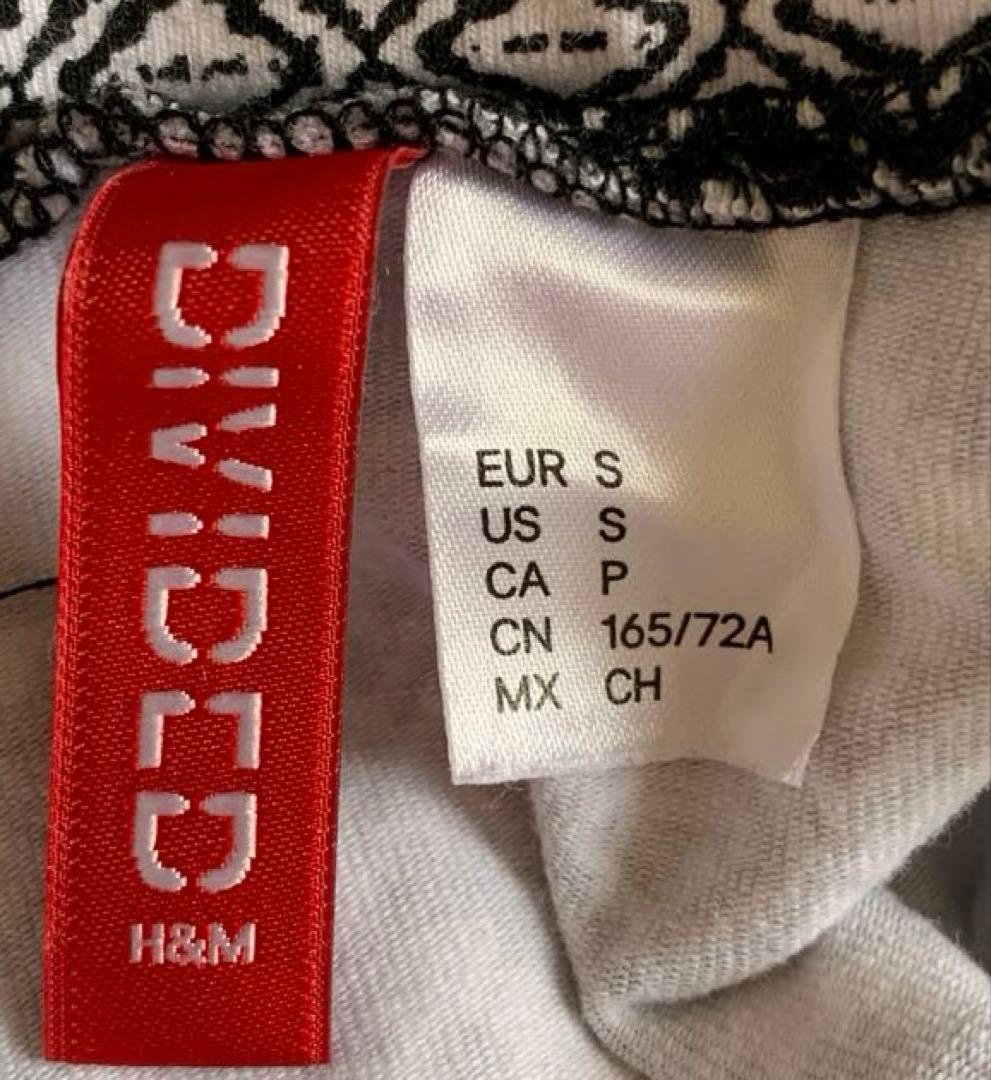 DIVIDED
H&M
EUR S
US S
CA P
CN 165/72A
MX CH